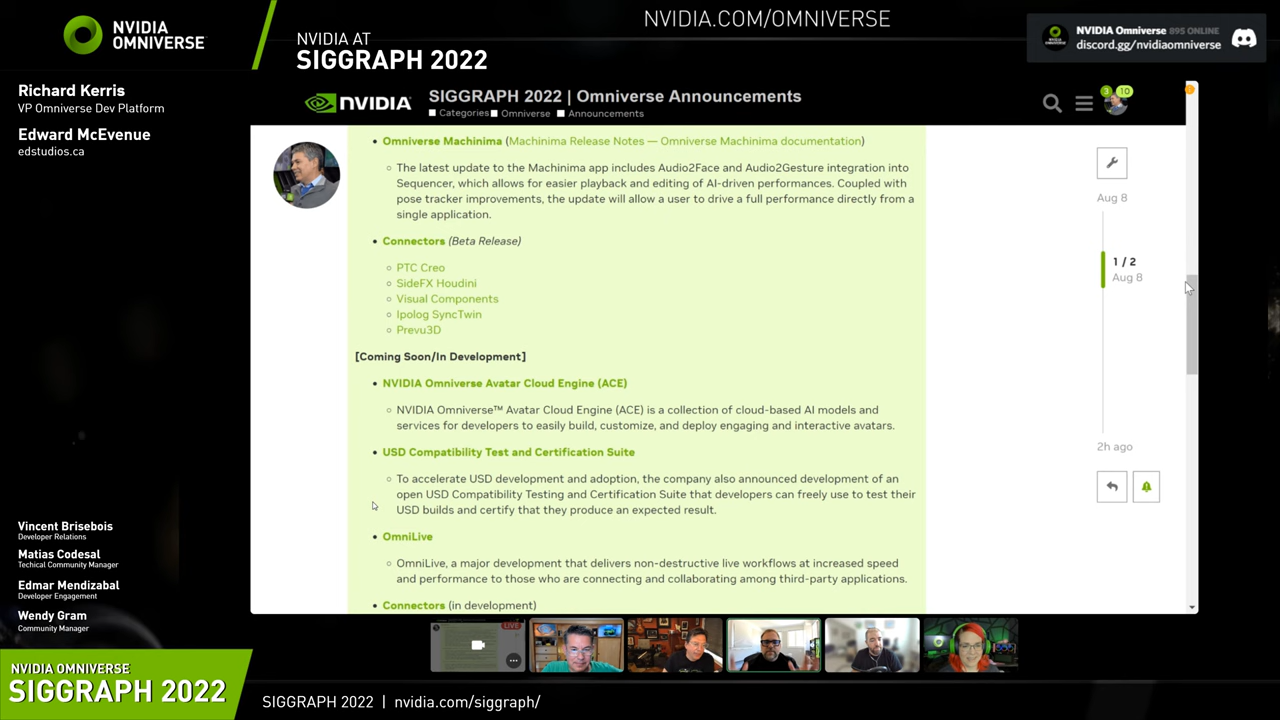 NVIDIA
OMNIVERSE™
NVIDIA AT
SIGGRAPH 2022
NVIDIA.COM/OMNIVERSE
NVIDIA Omniverse 895 ONLINE
discord.gg/nvidiaomniverse
Richard Kerris
VP Omniverse Dev Platform
Edward McEvenue
edstudios.ca
NVIDIA
SIGGRAPH 2022 | Omniverse Announcements
Categories Omniverse Announcements
3 10
• Omniverse Machinima (Machinima Release Notes — Omniverse Machinima documentation)
The latest update to the Machinima app includes Audio2Face and Audio2Gesture integration into
Sequencer, which allows for easier playback and editing of AI-driven performances. Coupled with
pose tracker improvements, the update will allow a user to drive a full performance directly from a
single application.
• Connectors (Beta Release)
PTC Creo
SideFX Houdini
Visual Components
Ipolog SyncTwin
Prevu3D
[Coming Soon/In Development]
• NVIDIA Omniverse Avatar Cloud Engine (ACE)
NVIDIA Omniverse™ Avatar Cloud Engine (ACE) is a collection of cloud-based AI models and
services for developers to easily build, customize, and deploy engaging and interactive avatars.
• USD Compatibility Test and Certification Suite
To accelerate USD development and adoption, the company also announced development of an
open USD Compatibility Testing and Certification Suite that developers can freely use to test their
USD builds and certify that they produce an expected result.
• OmniLive
OmniLive, a major development that delivers non-destructive live workflows at increased speed
and performance to those who are connecting and collaborating among third-party applications.
• Connectors (in development)
Aug 8
1 / 2
Aug 8
2h ago
Vincent Brisebois
Developer Relations
Matias Codesal
Techical Community Manager
Edmar Mendizabal
Developer Engagement
Wendy Gram
Community Manager
LIVE
NVIDIA OMNIVERSE
SIGGRAPH 2022
SIGGRAPH 2022 | nvidia.com/siggraph/